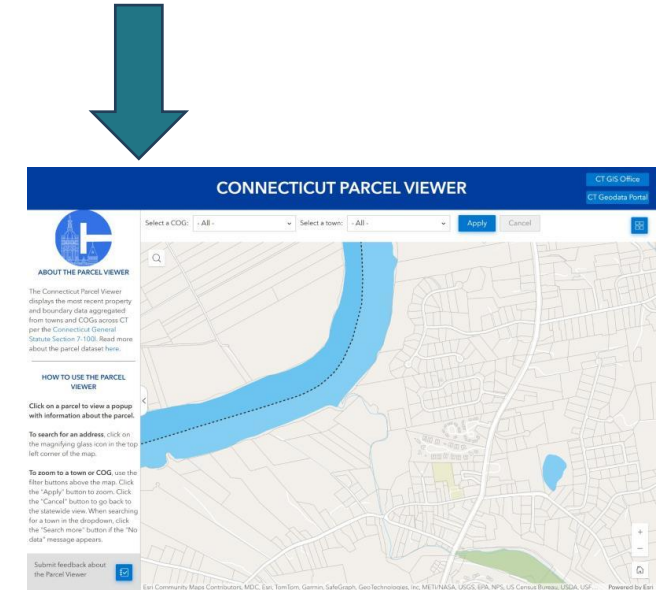 CONNECTICUT PARCEL VIEWER
CT GIS Office
CT Geodata Portal
Select a COG: - All -
Select a town: - All -
Apply
Cancel
ABOUT THE PARCEL VIEWER
The Connecticut Parcel Viewer
displays the most recent property
and boundary data aggregated
from towns and COGs across CT
per the Connecticut General
Statute Section 7-100l. Read more
about the parcel dataset here.
HOW TO USE THE PARCEL
VIEWER
Click on a parcel to view a popup
with information about the parcel.
To search for an address, click on
the magnifying glass icon in the top
left corner of the map.
To zoom to a town or COG, use the
filter buttons above the map. Click
the "Apply" button to zoom. Click
the "Cancel" button to go back to
the statewide view. When searching
for a town in the dropdown, click
the "Search more" button if the "No
data" message appears.
Submit feedback about
the Parcel Viewer
Esri Community Maps Contributors, MDC, Esri, TomTom, Garmin, SafeGraph, GeoTechnologies, Inc, METI/NASA, USGS, EPA, NPS, US Census Bureau, USDA, USF... Powered by Esri